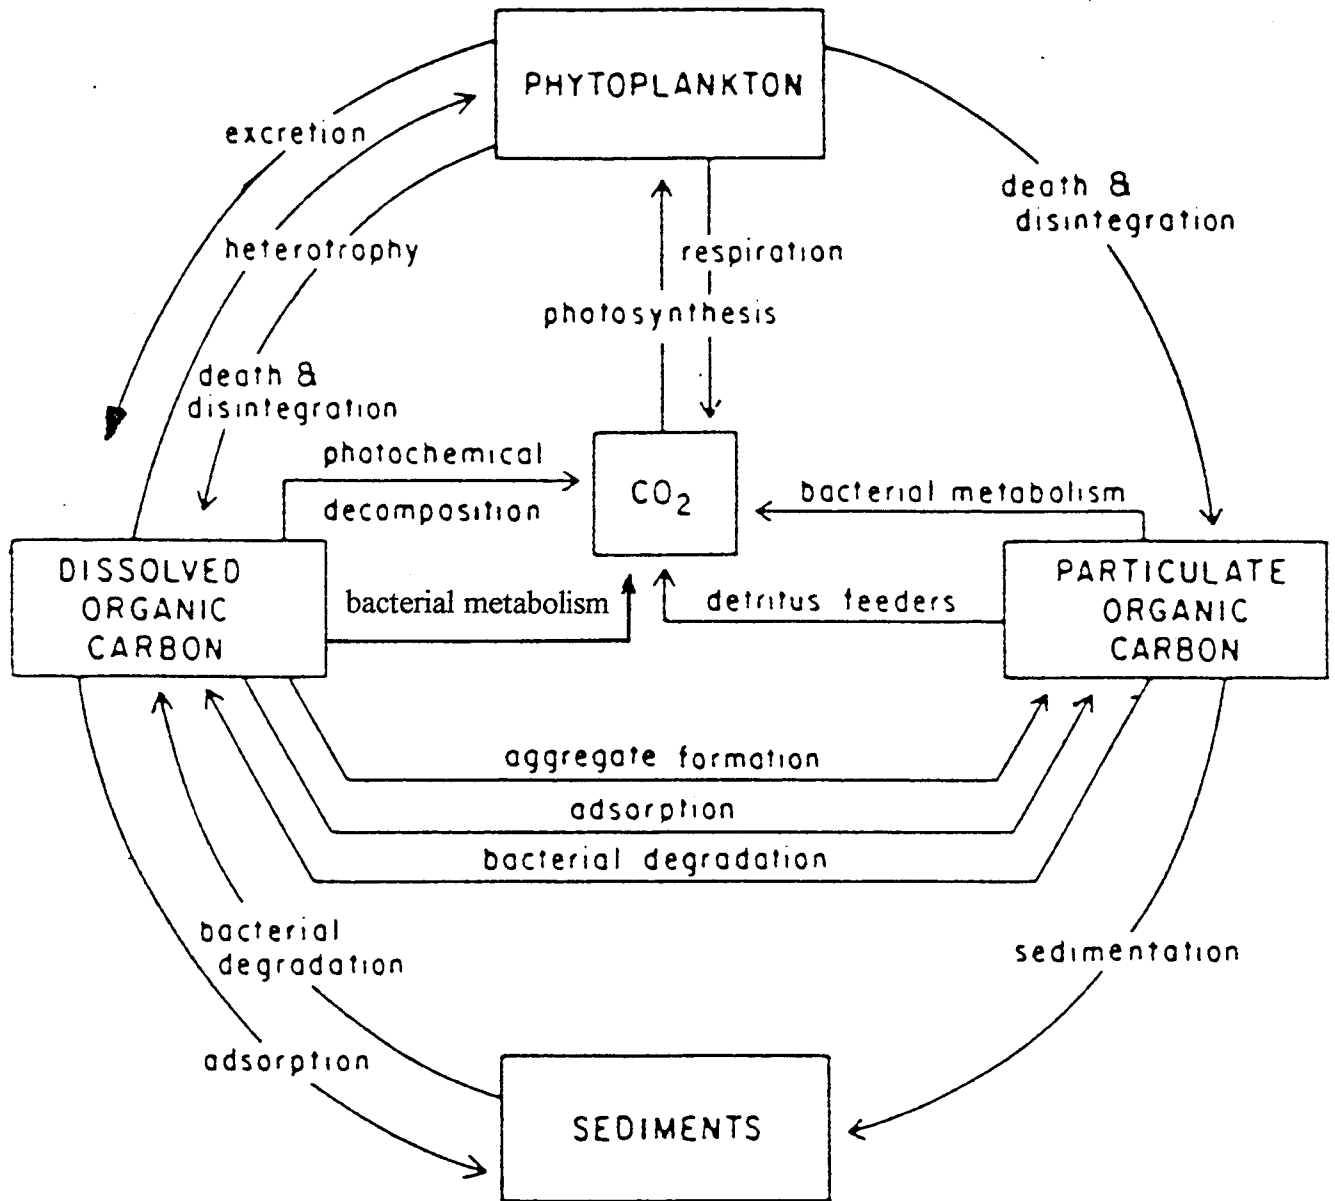 PHYTOPLANKTON
excretion
death &
disintegration
heterotrophy
respiration
photosynthesis
death &
disintegration
photochemical
decomposition
CO₂
bacterial metabolism
DISSOLVED
ORGANIC
CARBON
bacterial metabolism
detritus feeders
PARTICULATE
ORGANIC
CARBON
aggregate formation
adsorption
bacterial degradation
bacterial
degradation
sedimentation
adsorption
SEDIMENTS